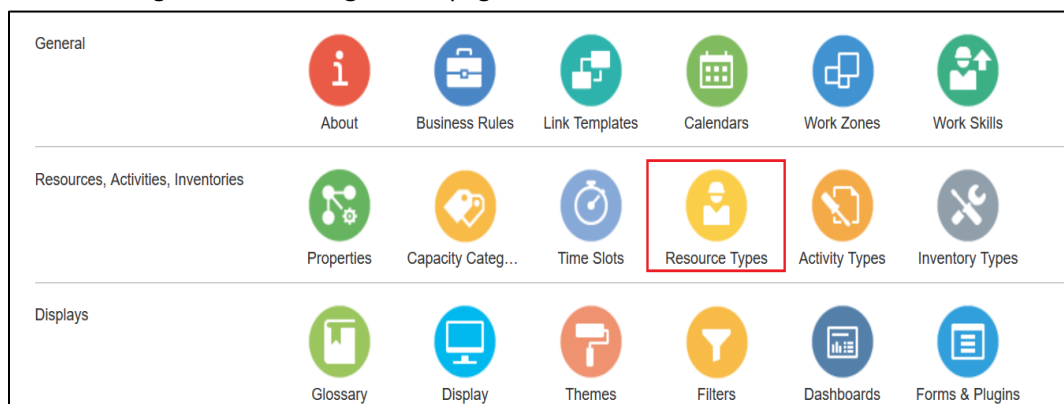 General
About Business Rules Link Templates Calendars Work Zones Work Skills
Resources, Activities, Inventories
Properties Capacity Categ... Time Slots Resource Types Activity Types Inventory Types
Displays
Glossary Display Themes Filters Dashboards Forms & Plugins